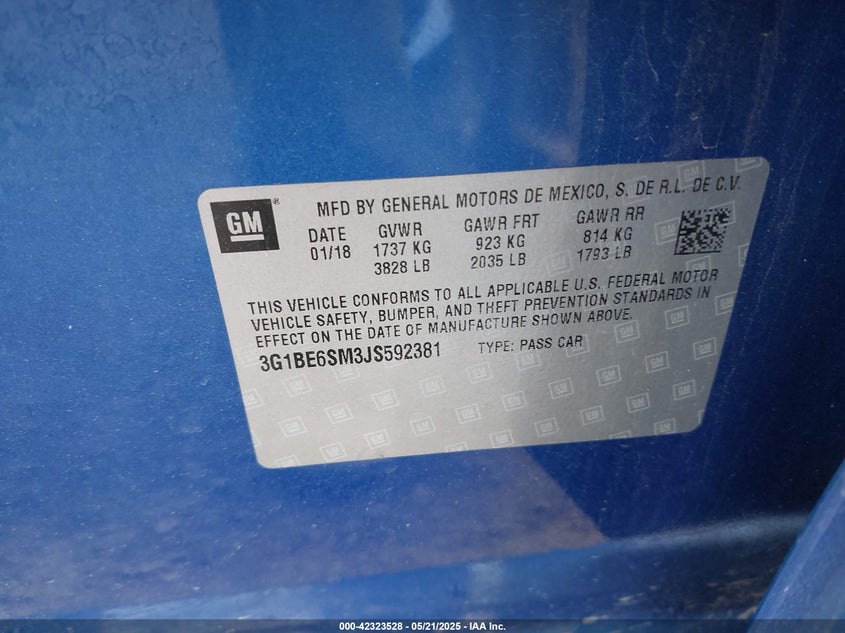 GM
®
MFD BY GENERAL MOTORS DE MEXICO, S. DE R.L. DE C.V.
DATE GVWR GAWR FRT GAWR RR
01/18 1737 KG 923 KG 814 KG
3828 LB 2035 LB 1793 LB
THIS VEHICLE CONFORMS TO ALL APPLICABLE U.S. FEDERAL MOTOR
VEHICLE SAFETY, BUMPER, AND THEFT PREVENTION STANDARDS IN
EFFECT ON THE DATE OF MANUFACTURE SHOWN ABOVE.
3G1BE6SM3JS592381 TYPE: PASS CAR
000-42323528 - 05/21/2025 - IAA Inc.